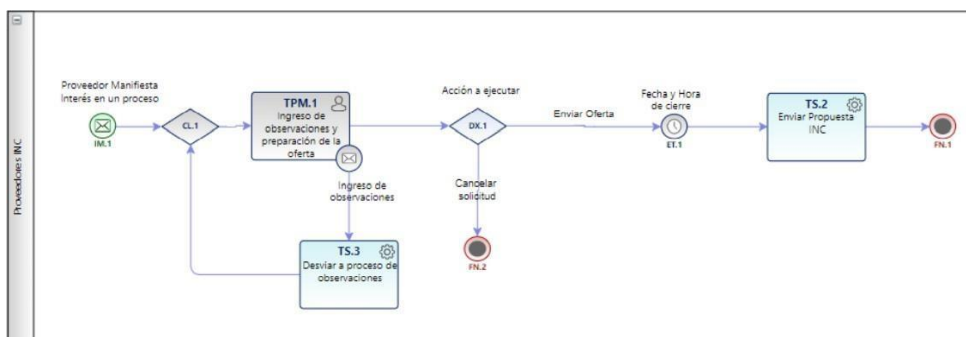 Proveedores INC
Proveedor Manifiesta
Interés en un proceso
IM.1
CL.1
TPM.1
Ingreso de
observaciones y
preparación de la
oferta
Ingreso de
observaciones
TS.3
Desviar a proceso de
observaciones
Acción a ejecutar
DX.1
Cancelar
solicitud
FN.2
Enviar Oferta
Fecha y Hora
de cierre
ET.1
TS.2
Enviar Propuesta
INC
FN.1